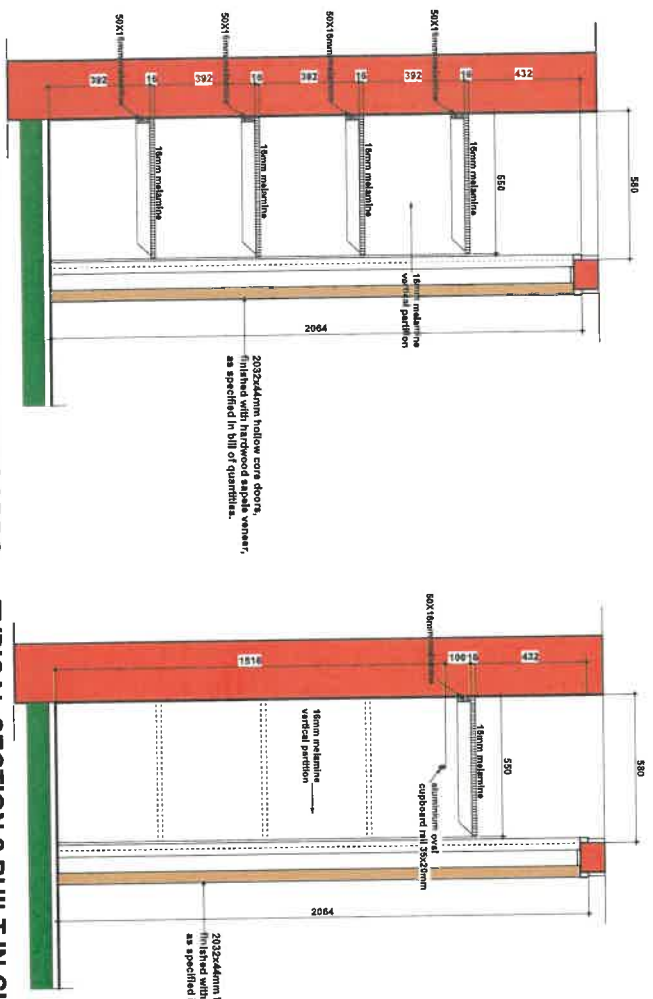 50X16mm
50X16mm
50X16mm
50X16mm
392
16
392
16
392
16
392
16
432
580
550
16mm melamine
16mm melamine
16mm melamine
16mm melamine
16mm melamine
vertical partition
2064
2032x44mm hollow core doors,
finished with hardwood sapele veneer,
as specified in bill of quantities.
50X16mm
1516
100
16
432
580
550
16mm melamine
16mm melamine
vertical partition
aluminium oval
cupboard rail 35x20mm
2064
2032x44mm
finished with
as specified